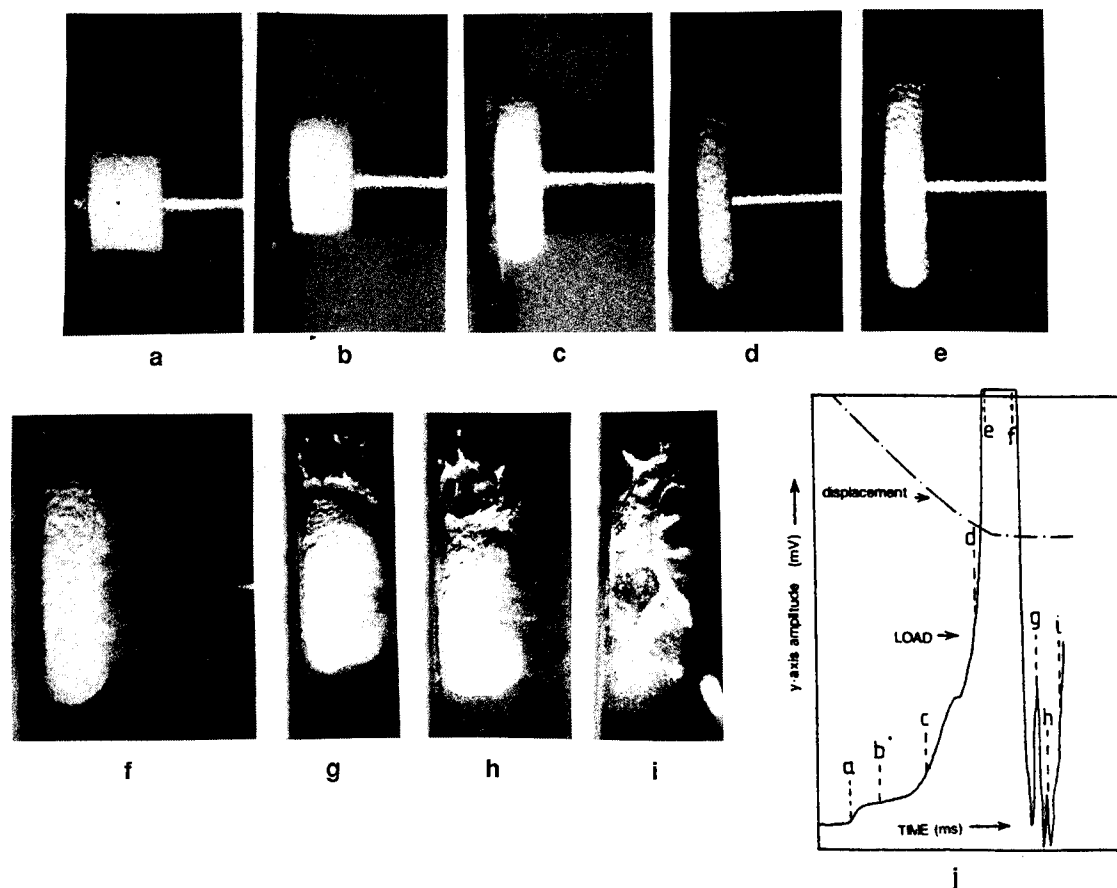 a
b
c
d
e
f
g
h
i
y-axis amplitude (mV)
displacement
LOAD
TIME (ms)
a
b
c
d
e
f
g
h
i
j